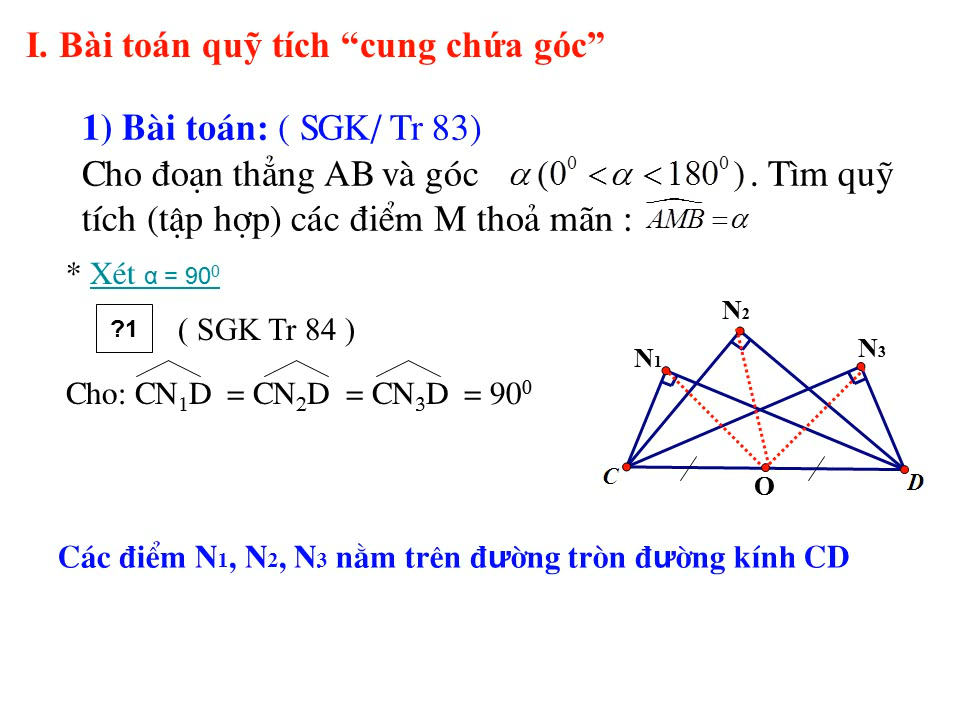 I. Bài toán quỹ tích “cung chứa góc”
1) Bài toán: ( SGK/ Tr 83)
Cho đoạn thẳng AB và góc α (0⁰ < α < 180⁰) . Tìm quỹ
tích (tập hợp) các điểm M thoả mãn : AMB = α
* Xét α = 90⁰
?1 ( SGK Tr 84 )
Cho: CN₁D = CN₂D = CN₃D = 90⁰
N₂
N₁
N₃
C
O
D
Các điểm N₁, N₂, N₃ nằm trên đường tròn đường kính CD